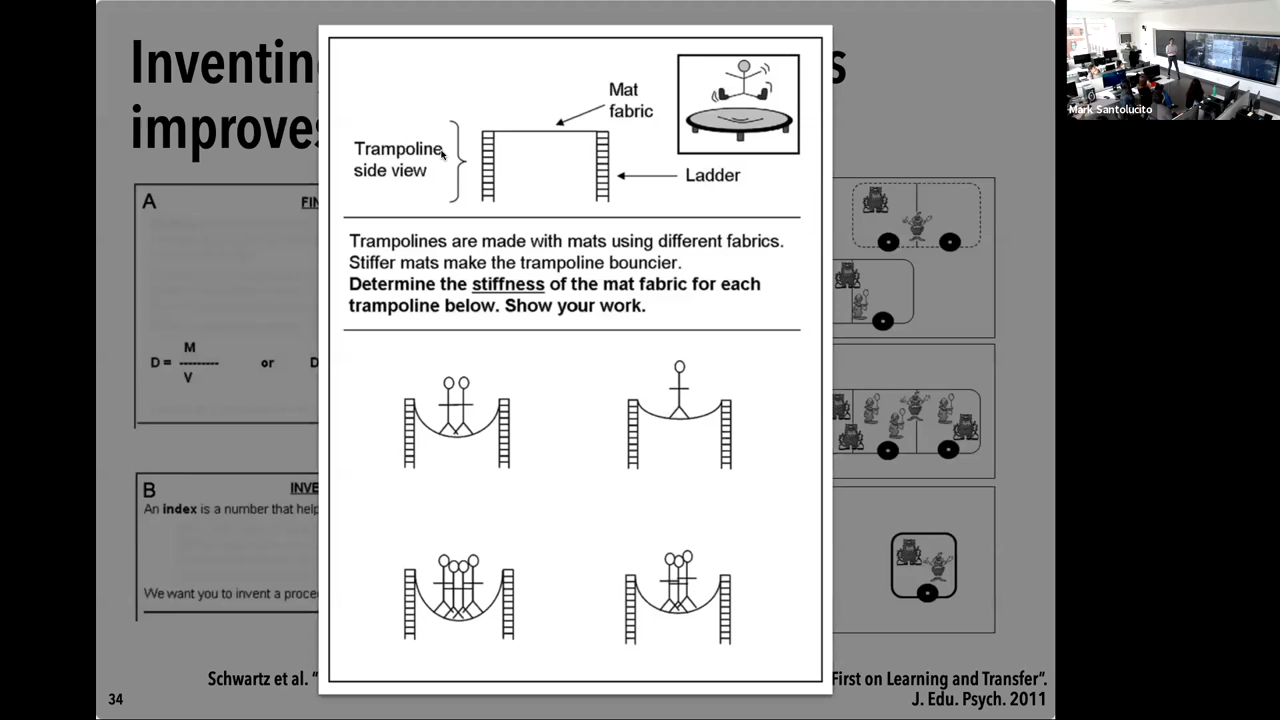 Inventing
s
improves
Mat
fabric
Trampoline
side view
Ladder
Trampolines are made with mats using different fabrics.
Stiffer mats make the trampoline bouncier.
Determine the stiffness of the mat fabric for each
trampoline below. Show your work.
A
FIN
D =
M
--------
V
or
D
B
INVE
An index is a number that help
We want you to invent a proce
Schwartz et al. “
First on Learning and Transfer”.
J. Edu. Psych. 2011
34
Mark Santolucito